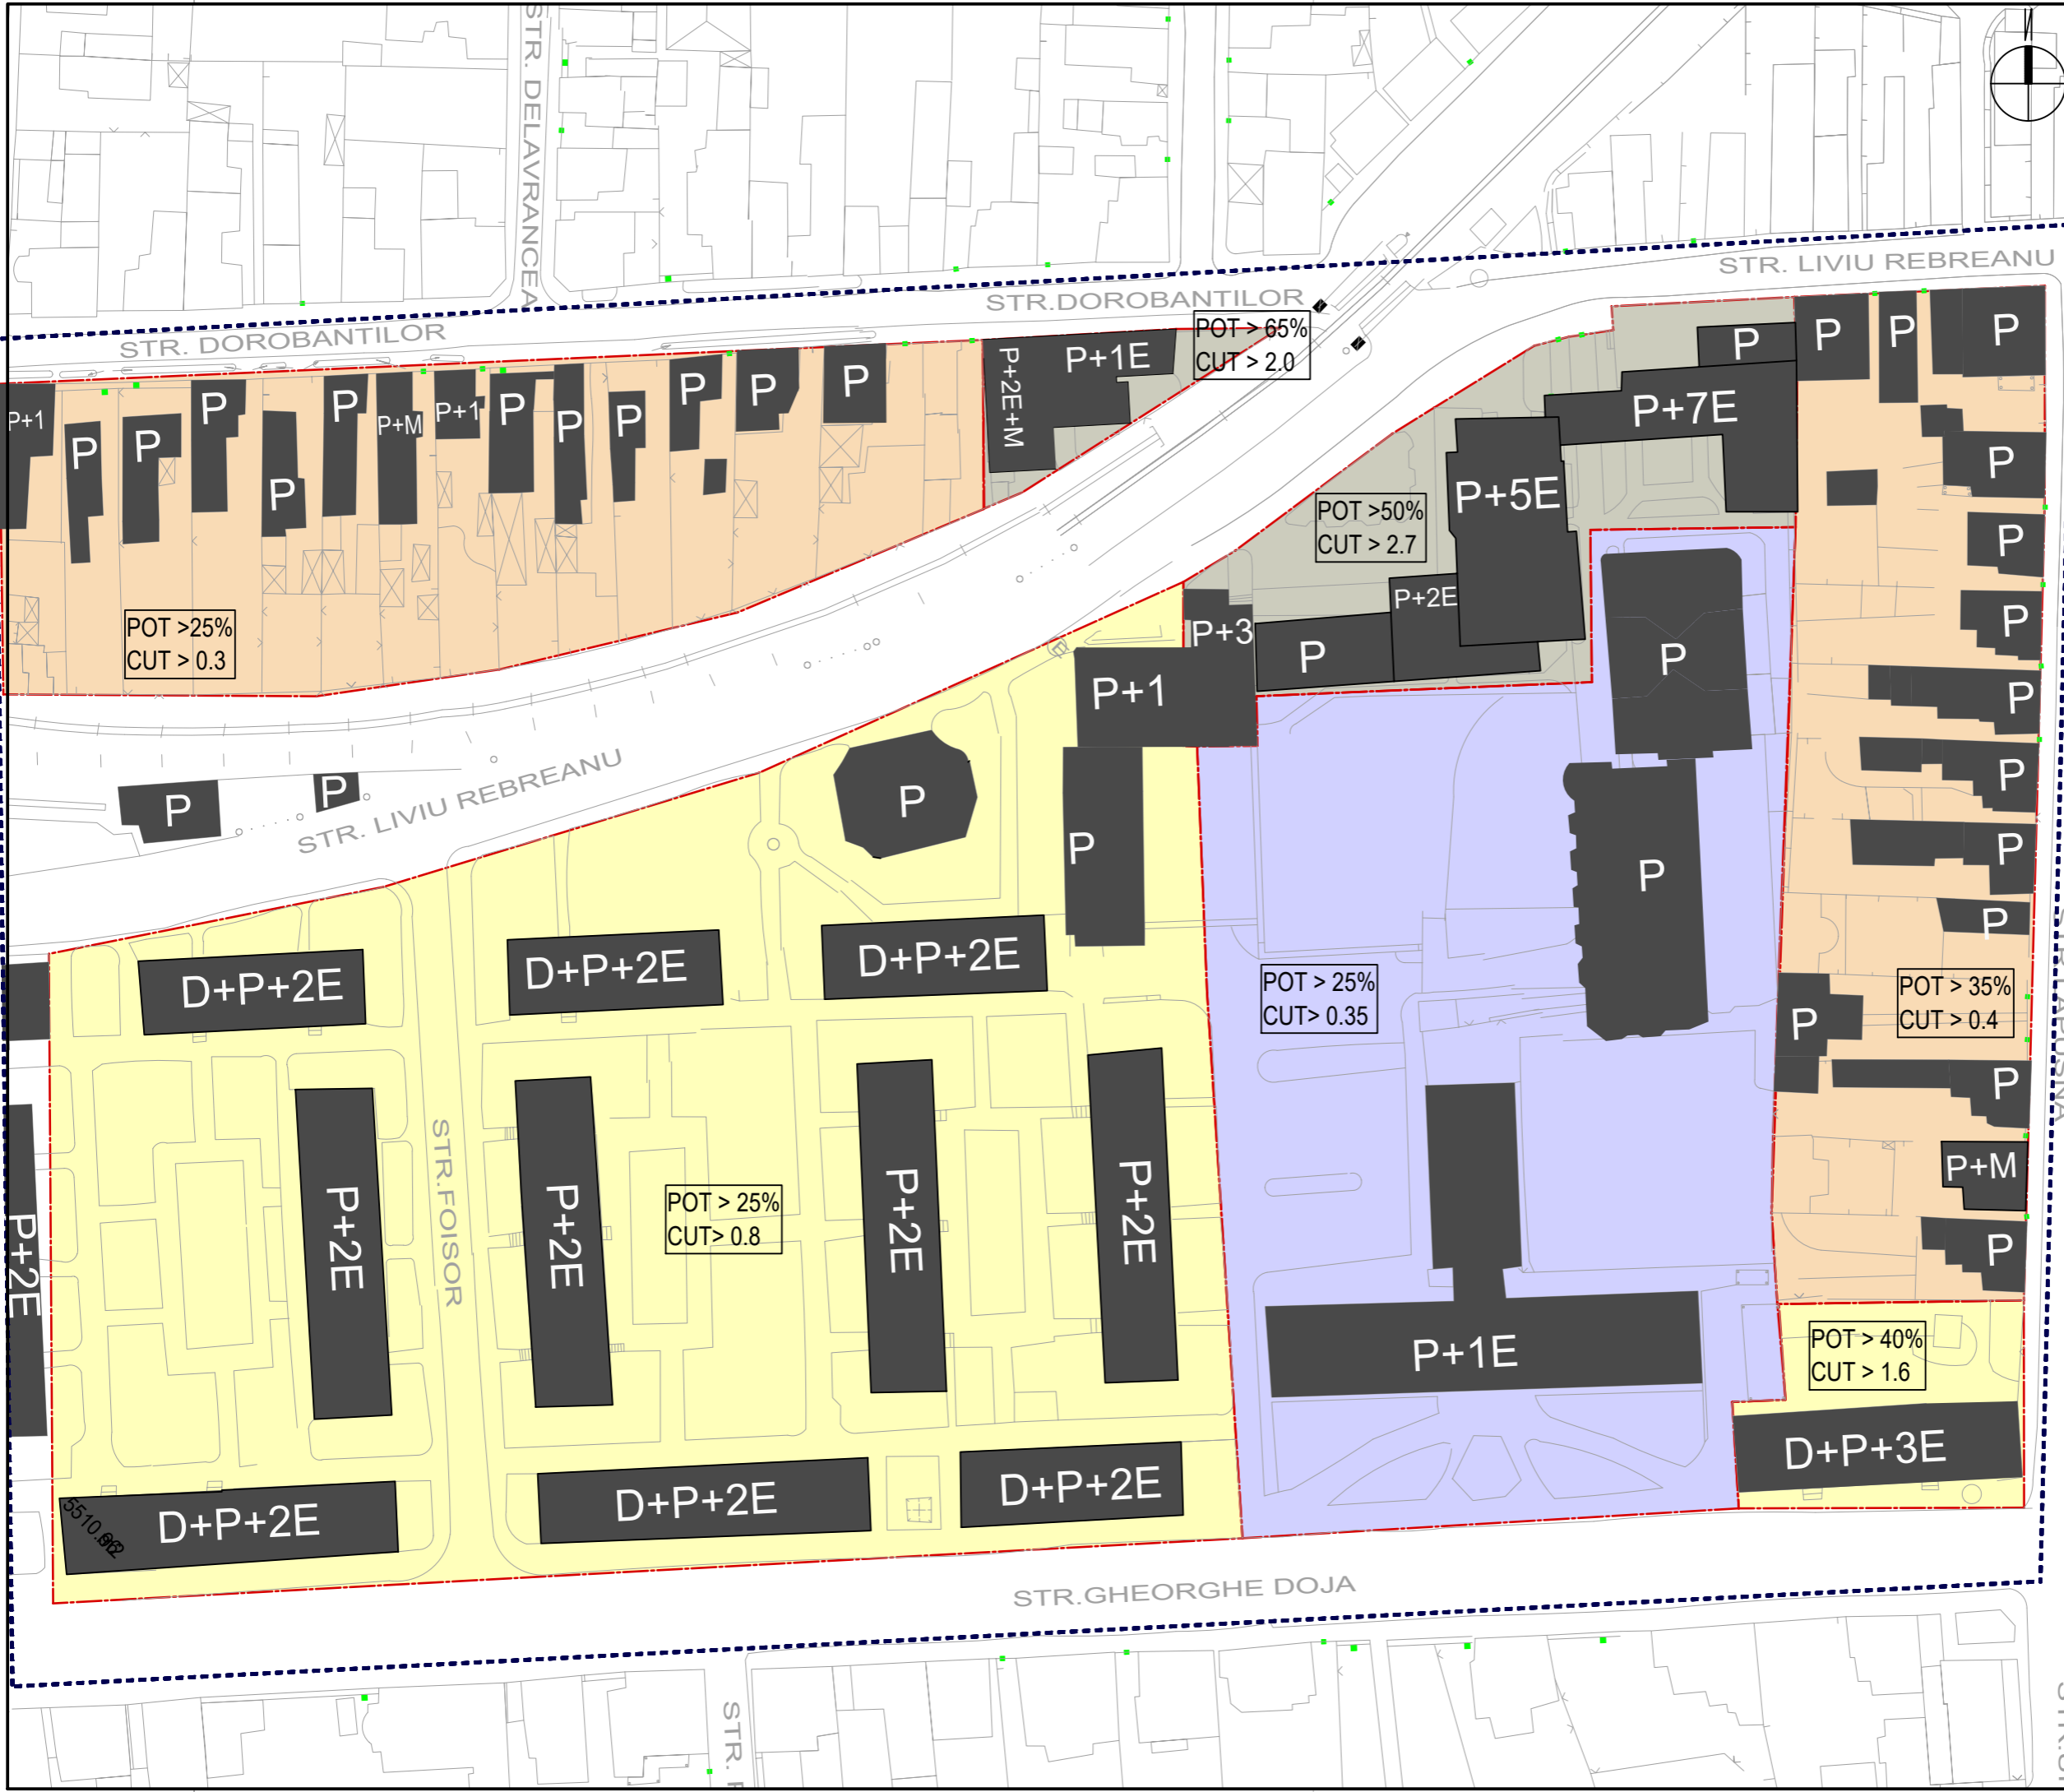 STR. DELAVRANCEA
STR. LIVIU REBREANU
STR.DOROBANTILOR
STR. DOROBANTILOR
POT > 65%
CUT > 2.0
P+2E+M
P+1E
P
P
P
P
P+7E
P+1
P
P
P
P
P
P+M
P+1
P
P
P
P
P
P
P+5E
P
P
P
POT >50%
CUT > 2.7
P+2E
P+3
P
P
POT >25%
CUT > 0.3
P+1
P
P
P
P
P
STR. LIVIU REBREANU
P
P
P
P
P
D+P+2E
D+P+2E
D+P+2E
POT > 25%
CUT> 0.35
POT > 35%
CUT > 0.4
P
P
P+M
P
P+2E
P+2E
STR.FOISOR
P+2E
POT > 25%
CUT> 0.8
P+2E
P+2E
P+1E
POT > 40%
CUT > 1.6
D+P+3E
D+P+2E
D+P+2E
D+P+2E
STR.GHEORGHE DOJA
STR.